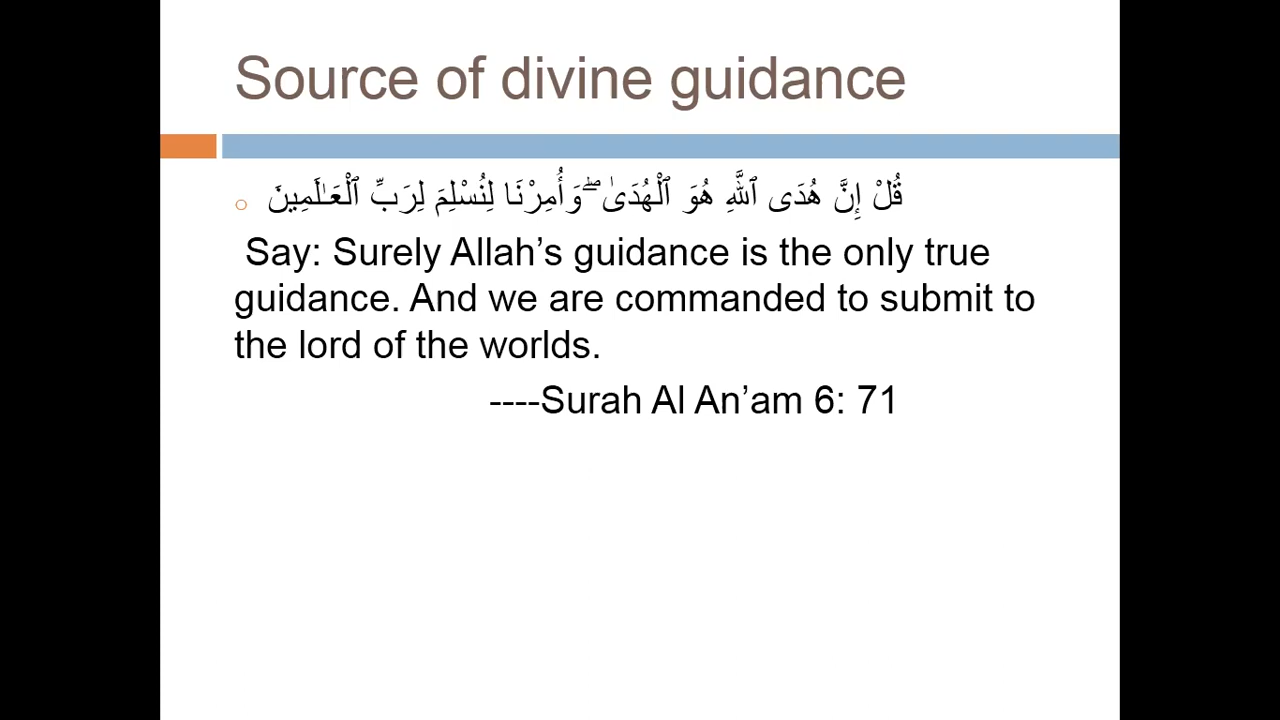 Source of divine guidance
قُلْ إِنَّ هُدَى ٱللَّهِ هُوَ ٱلْهُدَىٰ ۖ وَأُمِرْنَا لِنُسْلِمَ لِرَبِّ ٱلْعَـٰلَمِينَ
Say: Surely Allah’s guidance is the only true
guidance. And we are commanded to submit to
the lord of the worlds.
----Surah Al An’am 6: 71